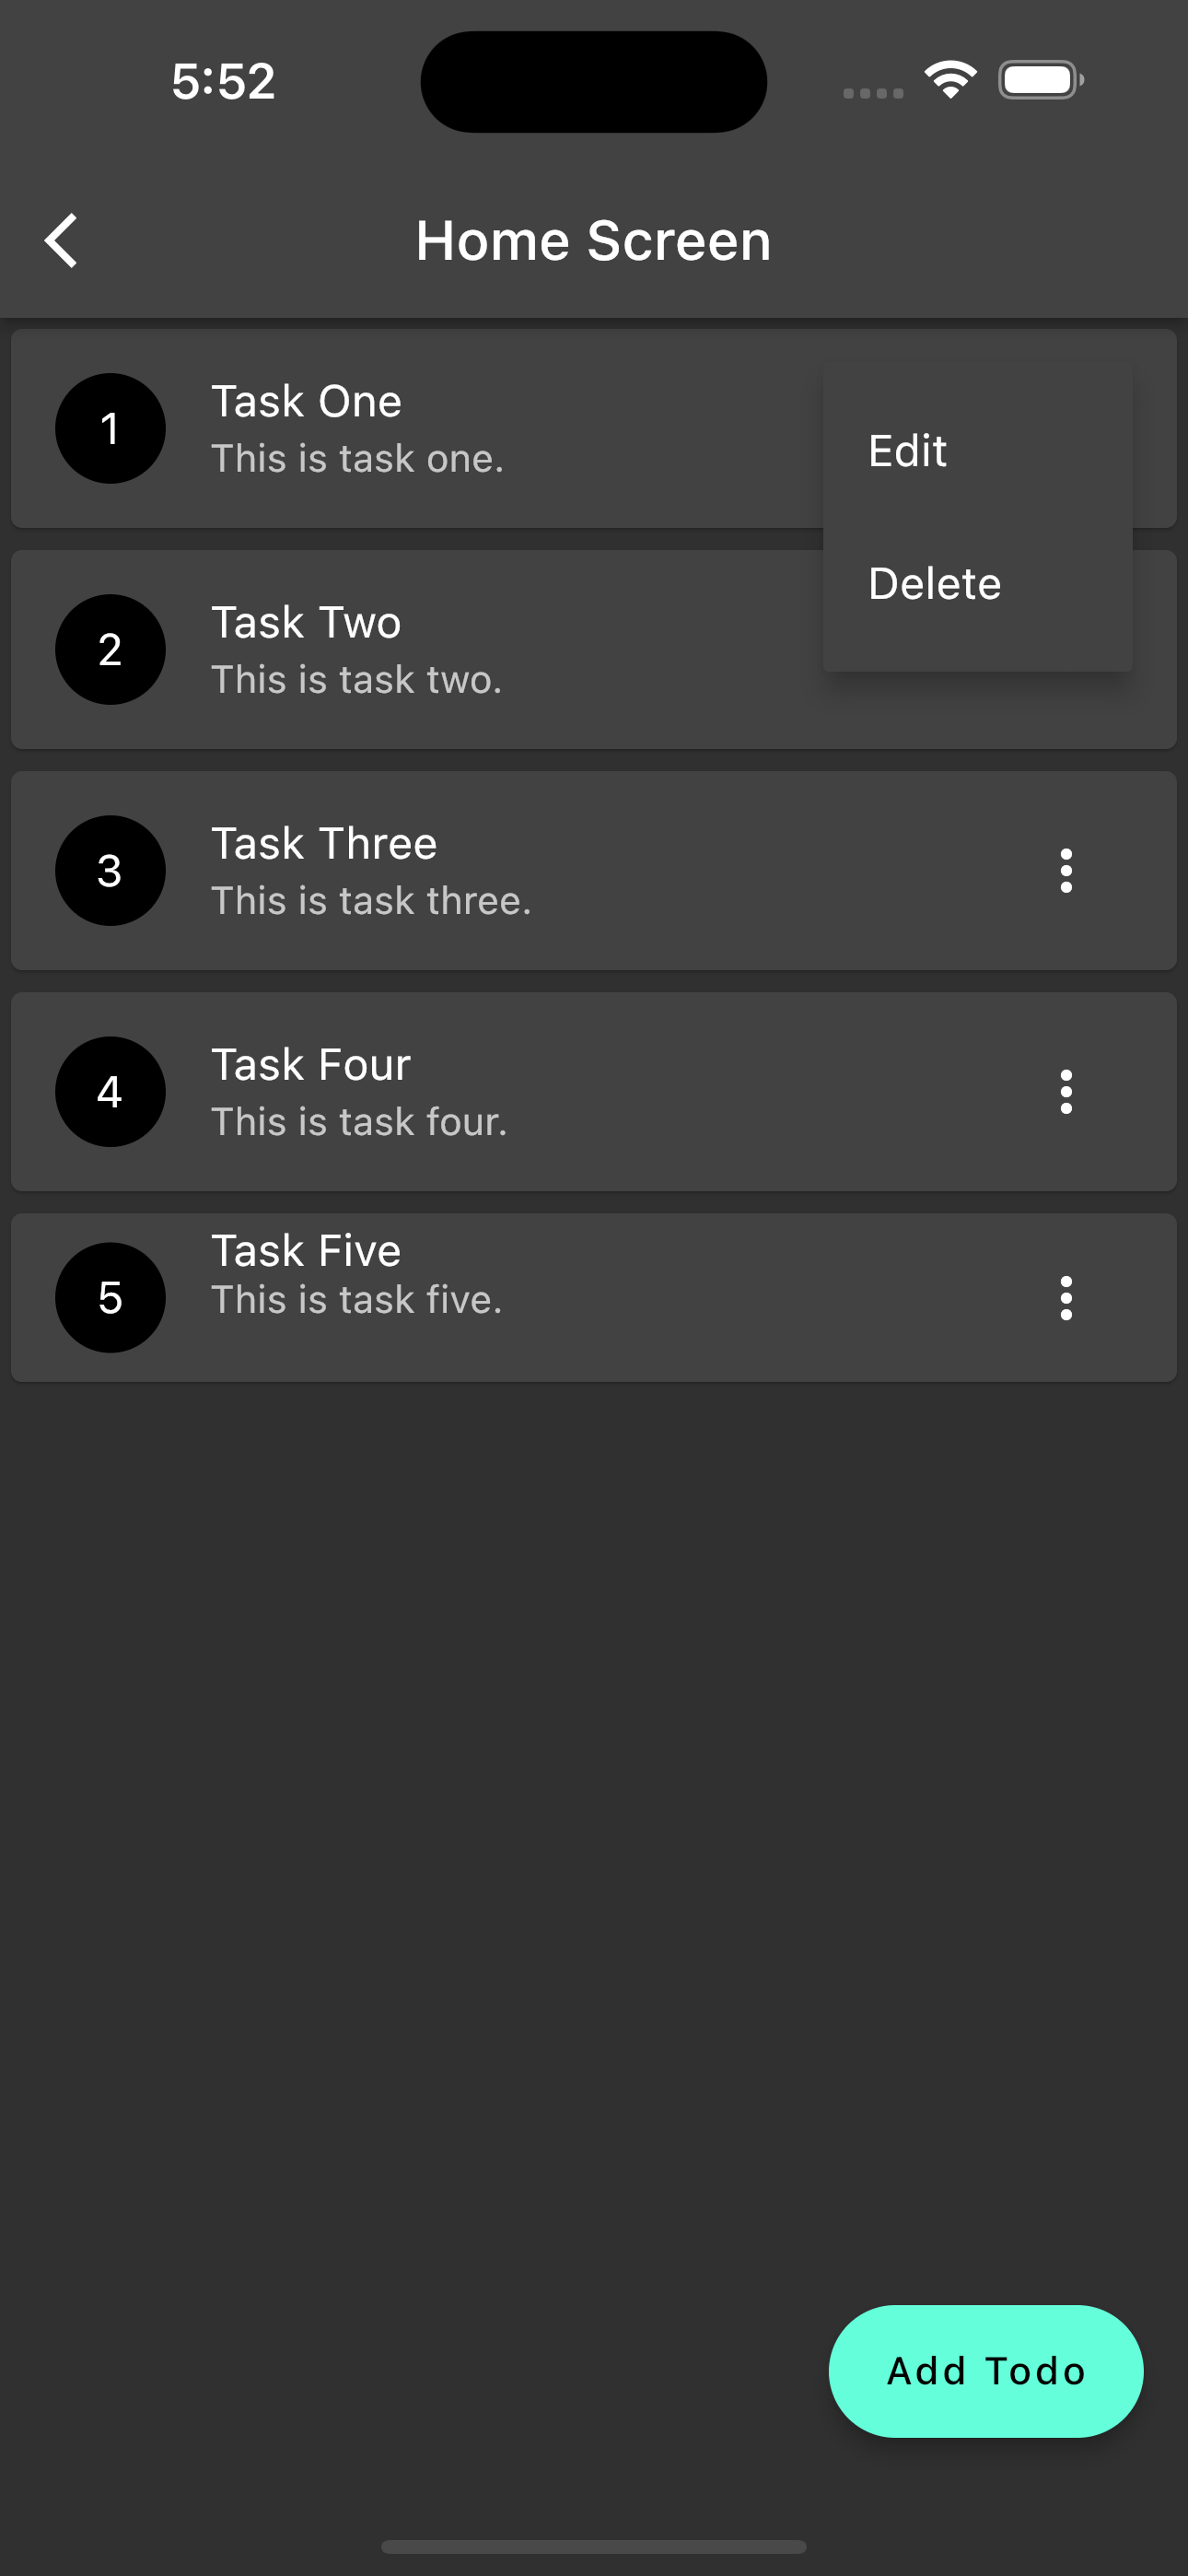 5:52
Home Screen
1
Task One
This is task one.
Edit
Delete
2
Task Two
This is task two.
3
Task Three
This is task three.
4
Task Four
This is task four.
5
Task Five
This is task five.
Add Todo